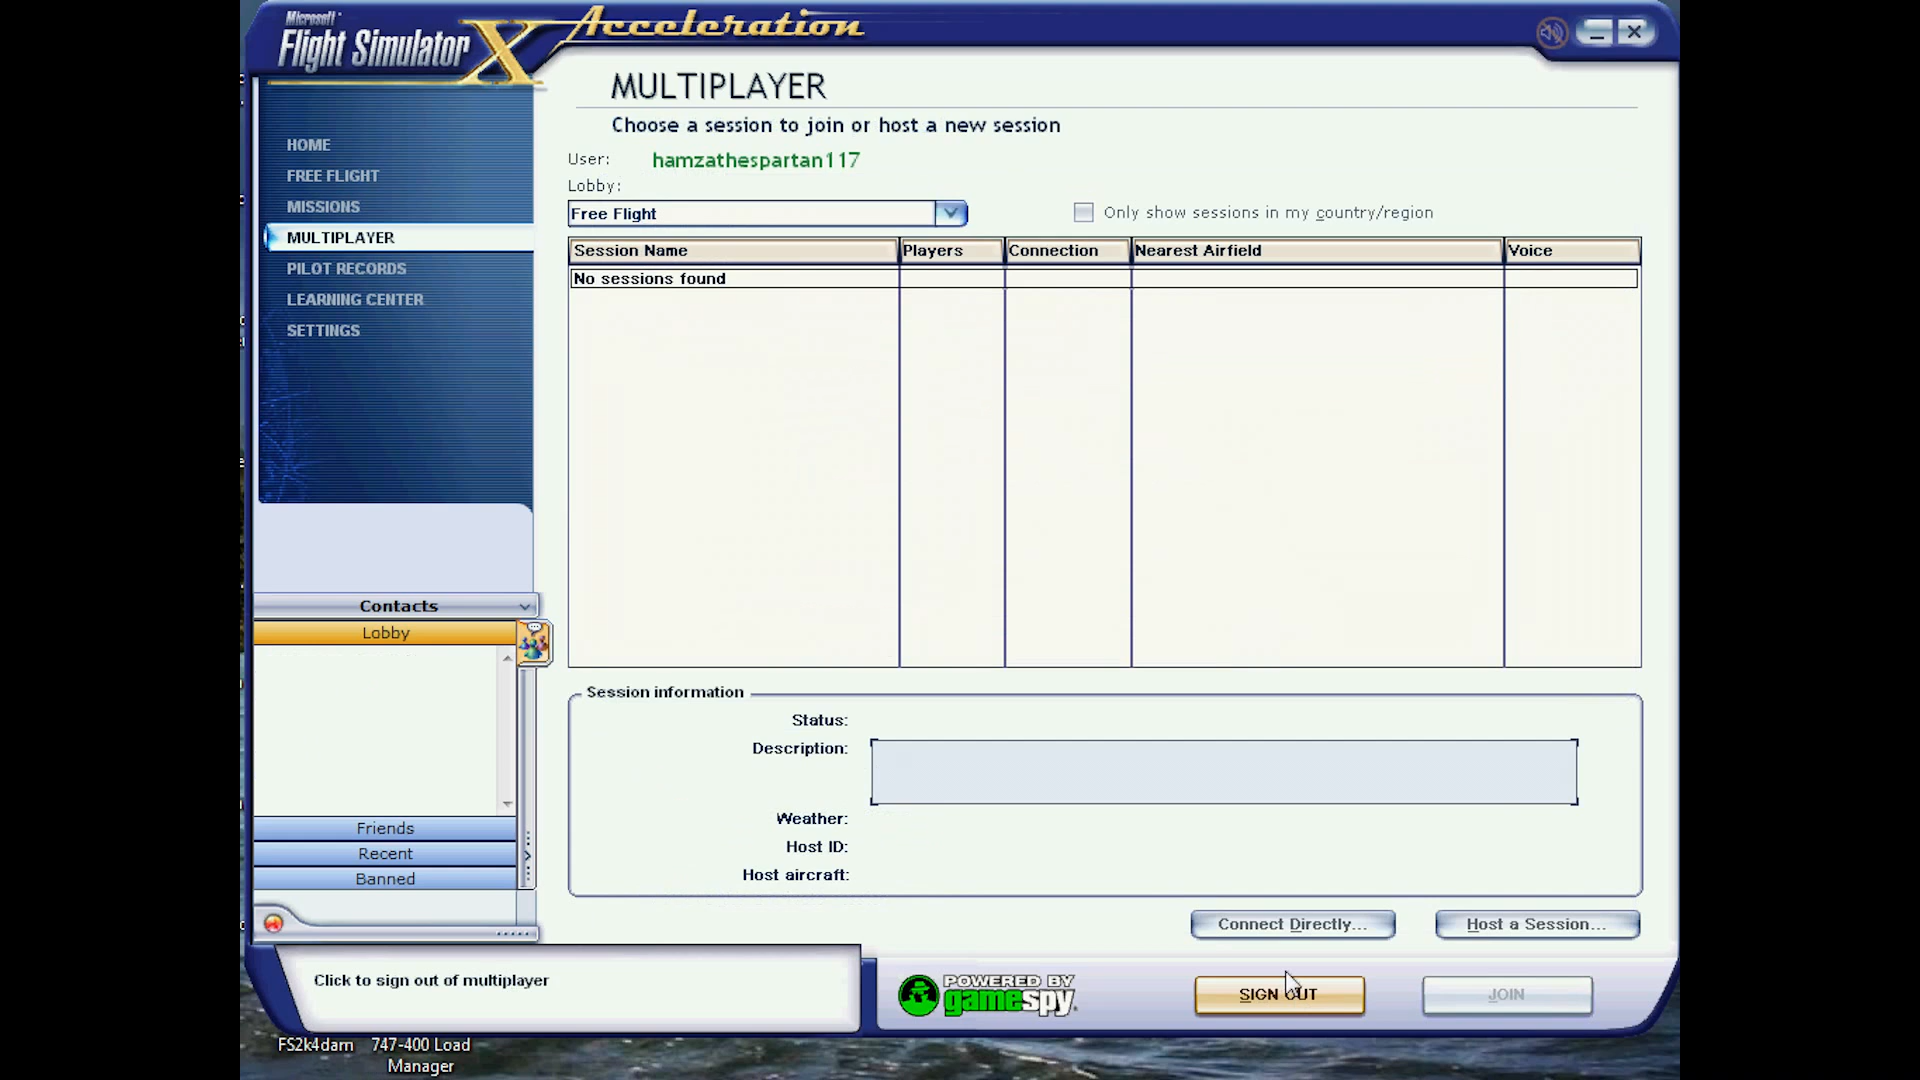 Microsoft
Flight Simulator X Acceleration
MULTIPLAYER
Choose a session to join or host a new session
User: hamzathespartan117
Lobby:
Free Flight
Only show sessions in my country/region
HOME
FREE FLIGHT
MISSIONS
MULTIPLAYER
PILOT RECORDS
LEARNING CENTER
SETTINGS
Session Name Players Connection Nearest Airfield Voice
No sessions found
Contacts
Lobby
Friends
Recent
Banned
Session information
Status:
Description:
Weather:
Host ID:
Host aircraft:
Connect Directly... Host a Session...
Click to sign out of multiplayer
POWERED BY
gamespy
SIGN OUT JOIN
FS2k4dam 747-400 Load
Manager